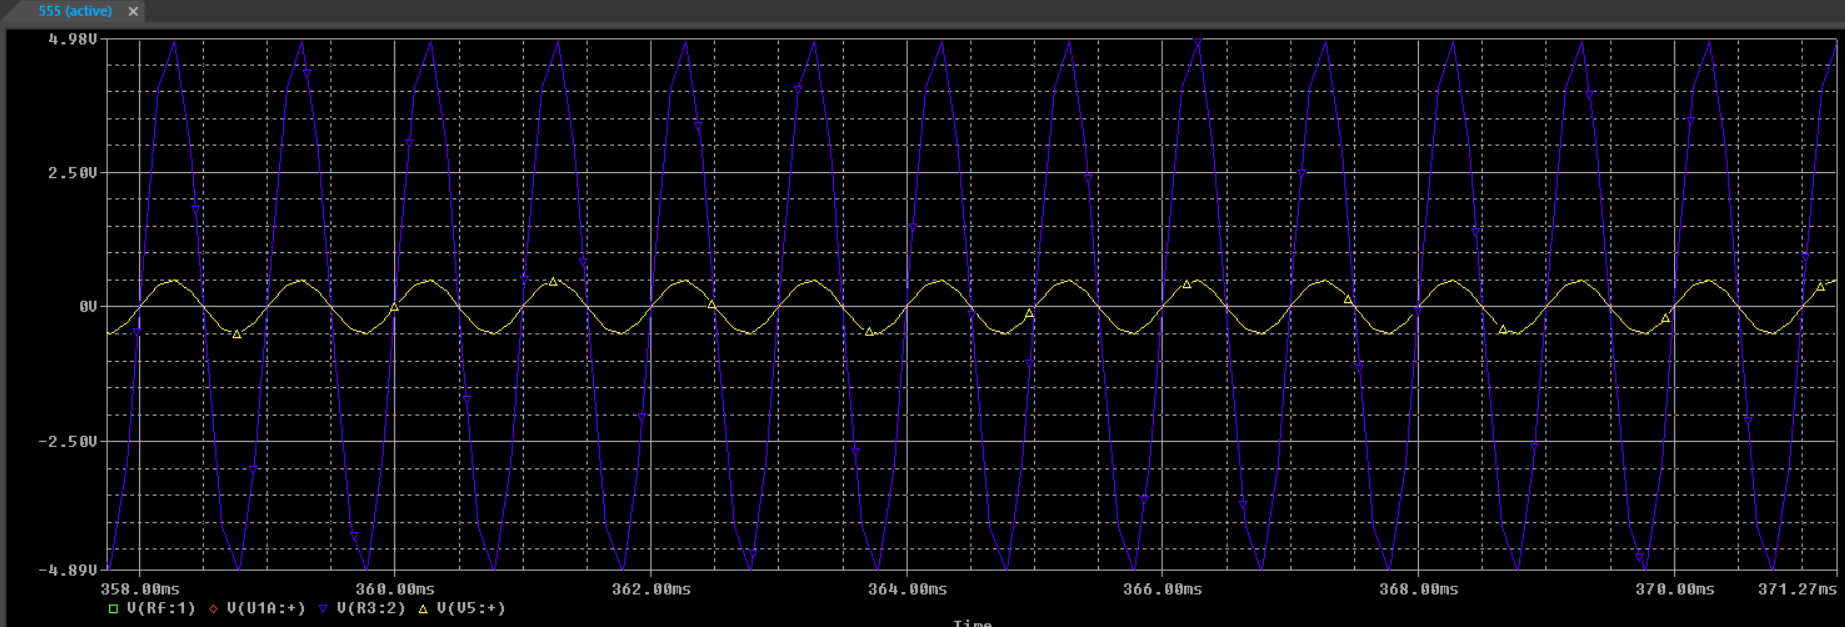 555 (active)
4.98V
2.50V
0V
-2.50V
-4.89V
358.00ms 360.00ms 362.00ms 364.00ms 366.00ms 368.00ms 370.00ms 371.27ms
V(Rf:1) V(U1A:+) V(R3:2) V(V5:+)
Time